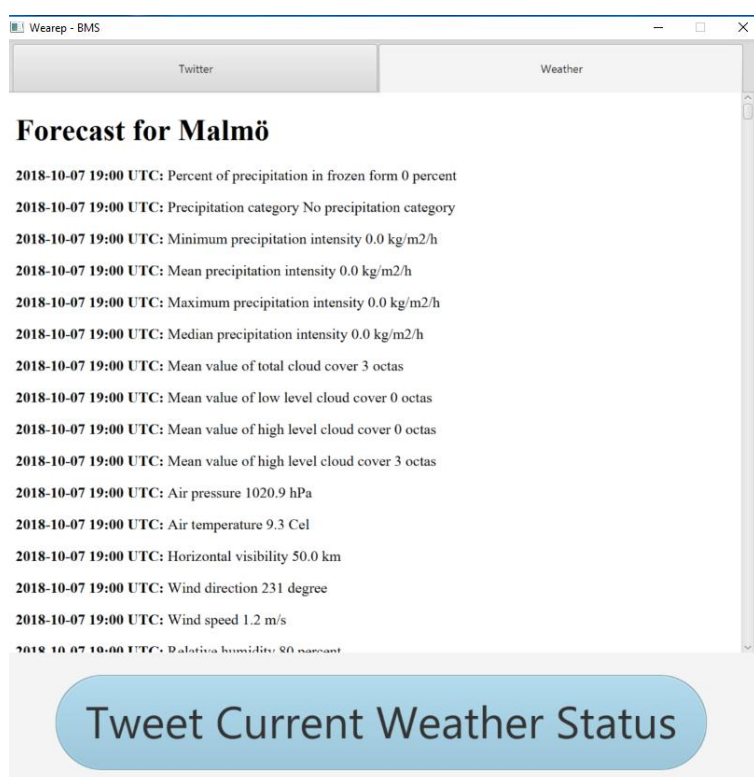 Wearep - BMS
Twitter
Weather
Forecast for Malmö
2018-10-07 19:00 UTC: Percent of precipitation in frozen form 0 percent
2018-10-07 19:00 UTC: Precipitation category No precipitation category
2018-10-07 19:00 UTC: Minimum precipitation intensity 0.0 kg/m2/h
2018-10-07 19:00 UTC: Mean precipitation intensity 0.0 kg/m2/h
2018-10-07 19:00 UTC: Maximum precipitation intensity 0.0 kg/m2/h
2018-10-07 19:00 UTC: Median precipitation intensity 0.0 kg/m2/h
2018-10-07 19:00 UTC: Mean value of total cloud cover 3 octas
2018-10-07 19:00 UTC: Mean value of low level cloud cover 0 octas
2018-10-07 19:00 UTC: Mean value of high level cloud cover 0 octas
2018-10-07 19:00 UTC: Mean value of high level cloud cover 3 octas
2018-10-07 19:00 UTC: Air pressure 1020.9 hPa
2018-10-07 19:00 UTC: Air temperature 9.3 Cel
2018-10-07 19:00 UTC: Horizontal visibility 50.0 km
2018-10-07 19:00 UTC: Wind direction 231 degree
2018-10-07 19:00 UTC: Wind speed 1.2 m/s
2018-10-07 19:00 UTC: Relative humidity 80 percent
Tweet Current Weather Status